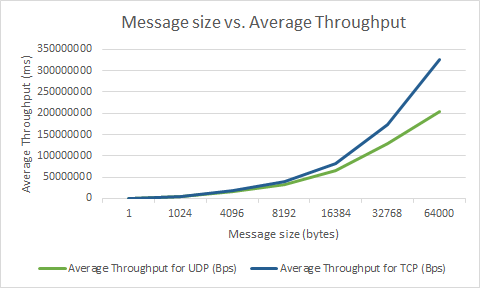 Message size vs. Average Throughput
Average Throughput (ms)
350000000
300000000
250000000
200000000
150000000
100000000
50000000
0
1 1024 4096 8192 16384 32768 64000
Message size (bytes)
Average Throughput for UDP (Bps) Average Throughput for TCP (Bps)